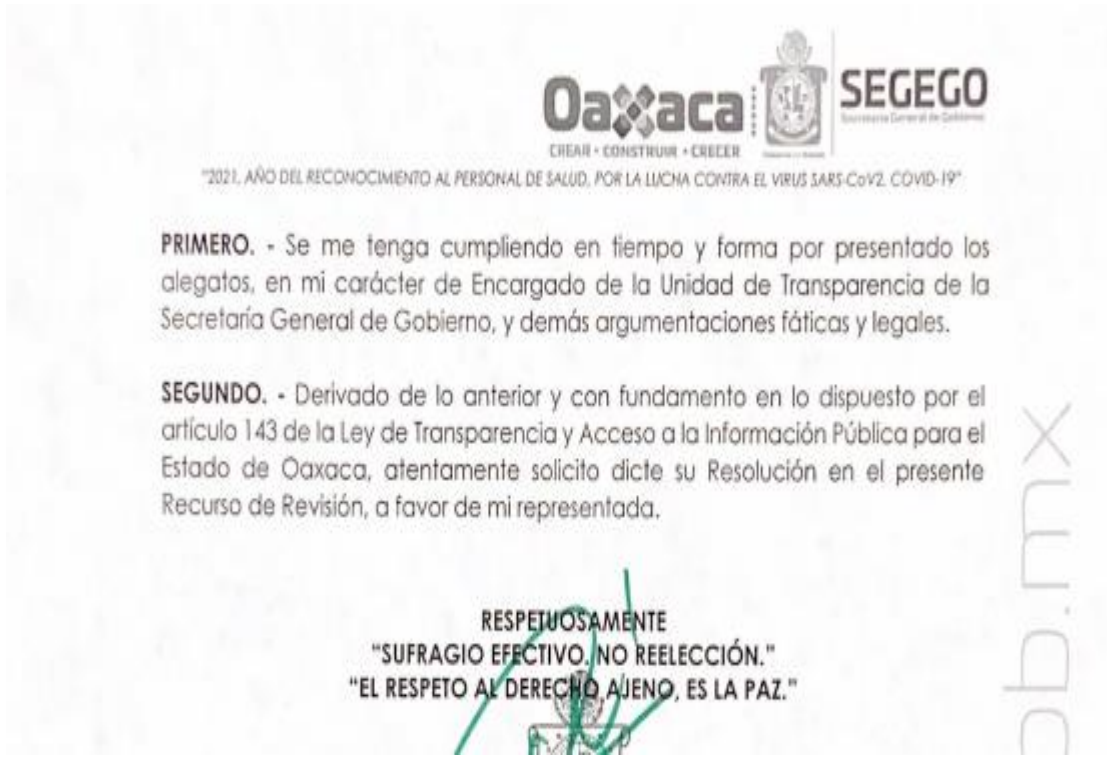 Oaxaca
SEGEGO
Secretaría General de Gobierno
CREAR • CONSTRUIR • CRECER
"2021, AÑO DEL RECONOCIMIENTO AL PERSONAL DE SALUD, POR LA LUCHA CONTRA EL VIRUS SARS-CoV2, COVID-19"
PRIMERO. - Se me tenga cumpliendo en tiempo y forma por presentado los
alegatos, en mi carácter de Encargado de la Unidad de Transparencia de la
Secretaría General de Gobierno, y demás argumentaciones fáticas y legales.
SEGUNDO. - Derivado de lo anterior y con fundamento en lo dispuesto por el
artículo 143 de la Ley de Transparencia y Acceso a la Información Pública para el
Estado de Oaxaca, atentamente solicito dicte su Resolución en el presente
Recurso de Revisión, a favor de mi representada.
RESPETUOSAMENTE
"SUFRAGIO EFECTIVO. NO REELECCIÓN."
"EL RESPETO AL DERECHO AJENO, ES LA PAZ."
ob.mx